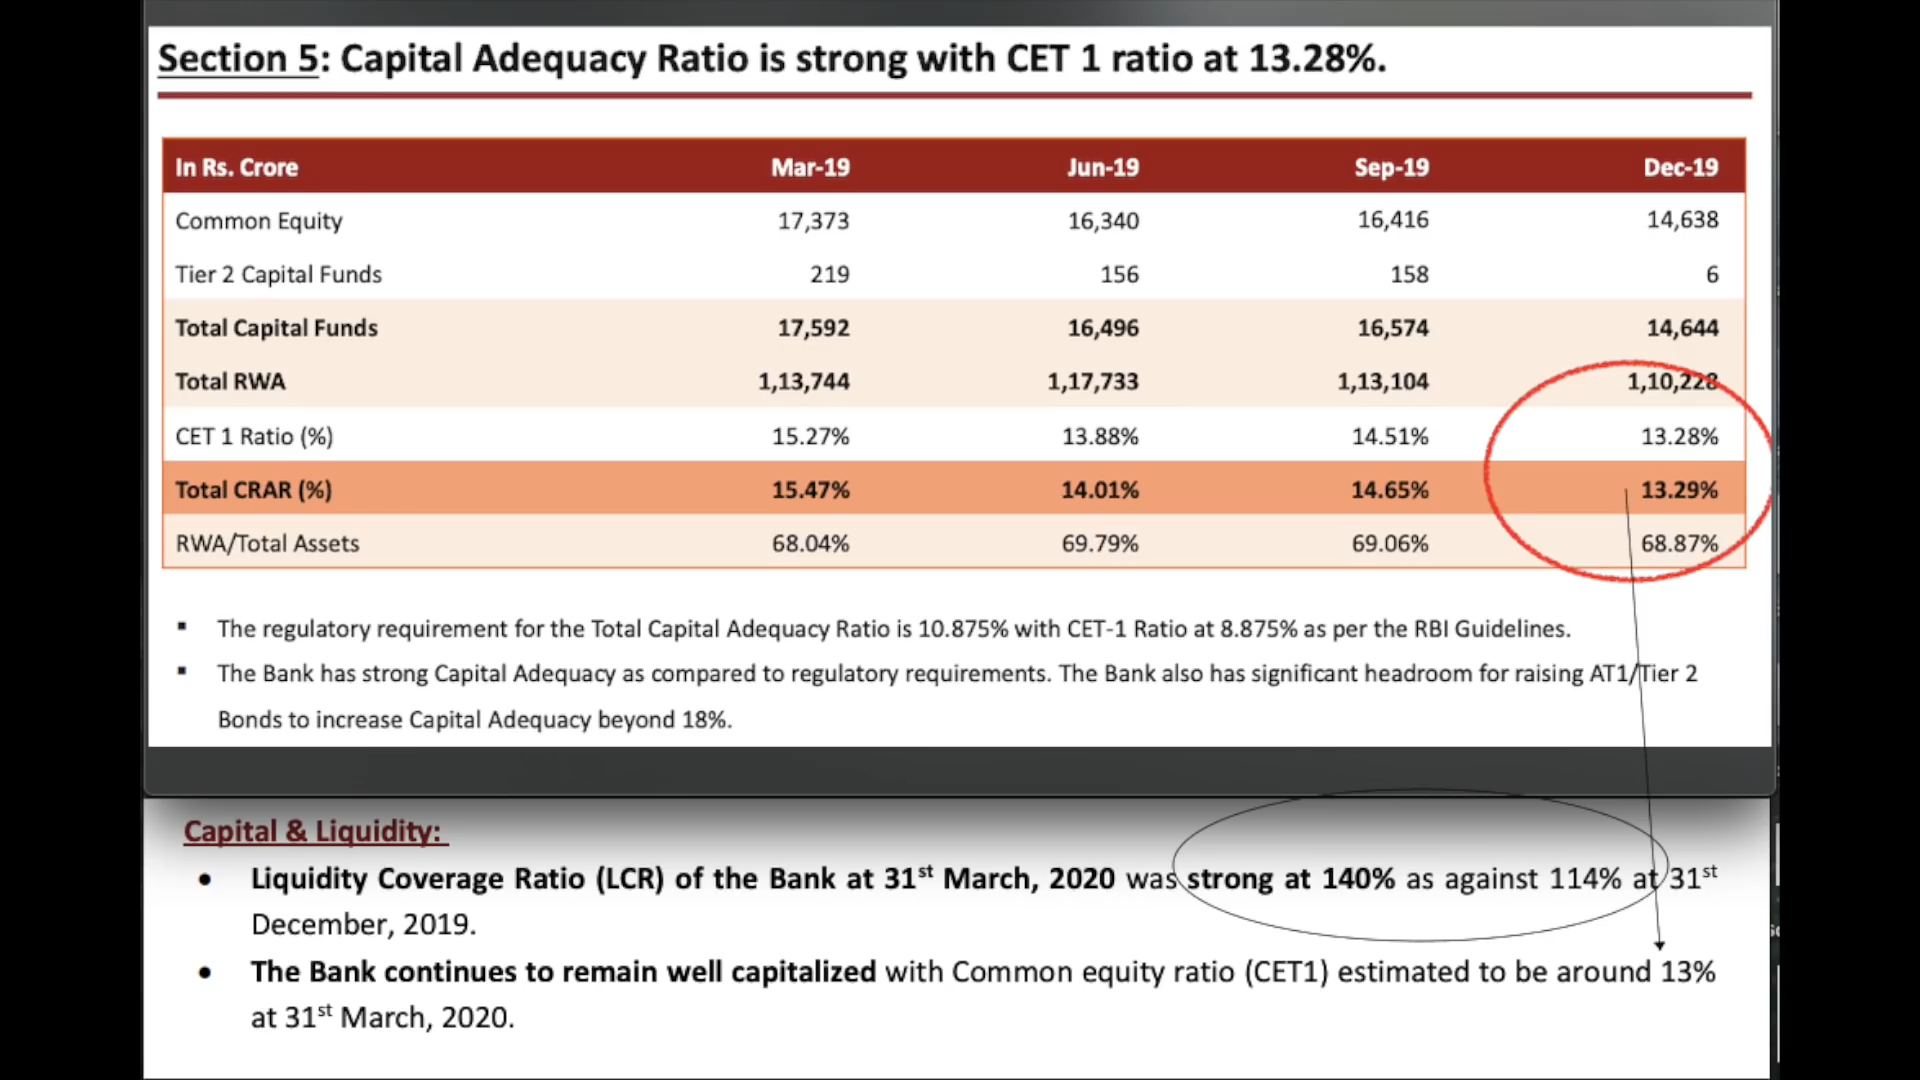 Section 5: Capital Adequacy Ratio is strong with CET 1 ratio at 13.28%.
In Rs. Crore Mar-19 Jun-19 Sep-19 Dec-19
Common Equity 17,373 16,340 16,416 14,638
Tier 2 Capital Funds 219 156 158 6
Total Capital Funds 17,592 16,496 16,574 14,644
Total RWA 1,13,744 1,17,733 1,13,104 1,10,228
CET 1 Ratio (%) 15.27% 13.88% 14.51% 13.28%
Total CRAR (%) 15.47% 14.01% 14.65% 13.29%
RWA/Total Assets 68.04% 69.79% 69.06% 68.87%
▪ The regulatory requirement for the Total Capital Adequacy Ratio is 10.875% with CET-1 Ratio at 8.875% as per the RBI Guidelines.
▪ The Bank has strong Capital Adequacy as compared to regulatory requirements. The Bank also has significant headroom for raising AT1/Tier 2
Bonds to increase Capital Adequacy beyond 18%.
Capital & Liquidity:
• Liquidity Coverage Ratio (LCR) of the Bank at 31st March, 2020 was strong at 140% as against 114% at 31st
December, 2019.
• The Bank continues to remain well capitalized with Common equity ratio (CET1) estimated to be around 13%
at 31st March, 2020.